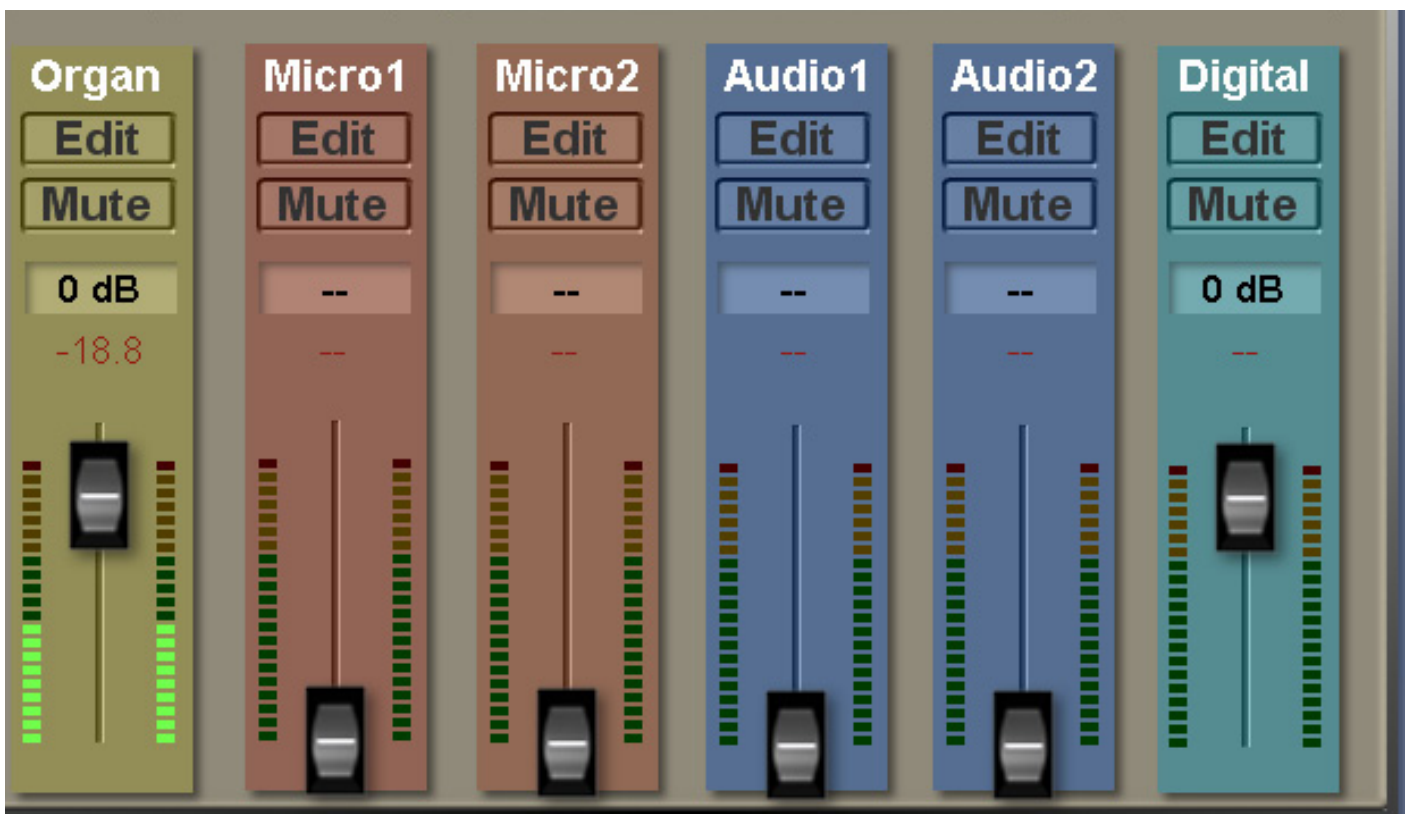 Organ Micro1 Micro2 Audio1 Audio2 Digital
Edit Edit Edit Edit Edit Edit
Mute Mute Mute Mute Mute Mute
0 dB -- -- -- -- 0 dB
-18.8 -- -- -- -- --